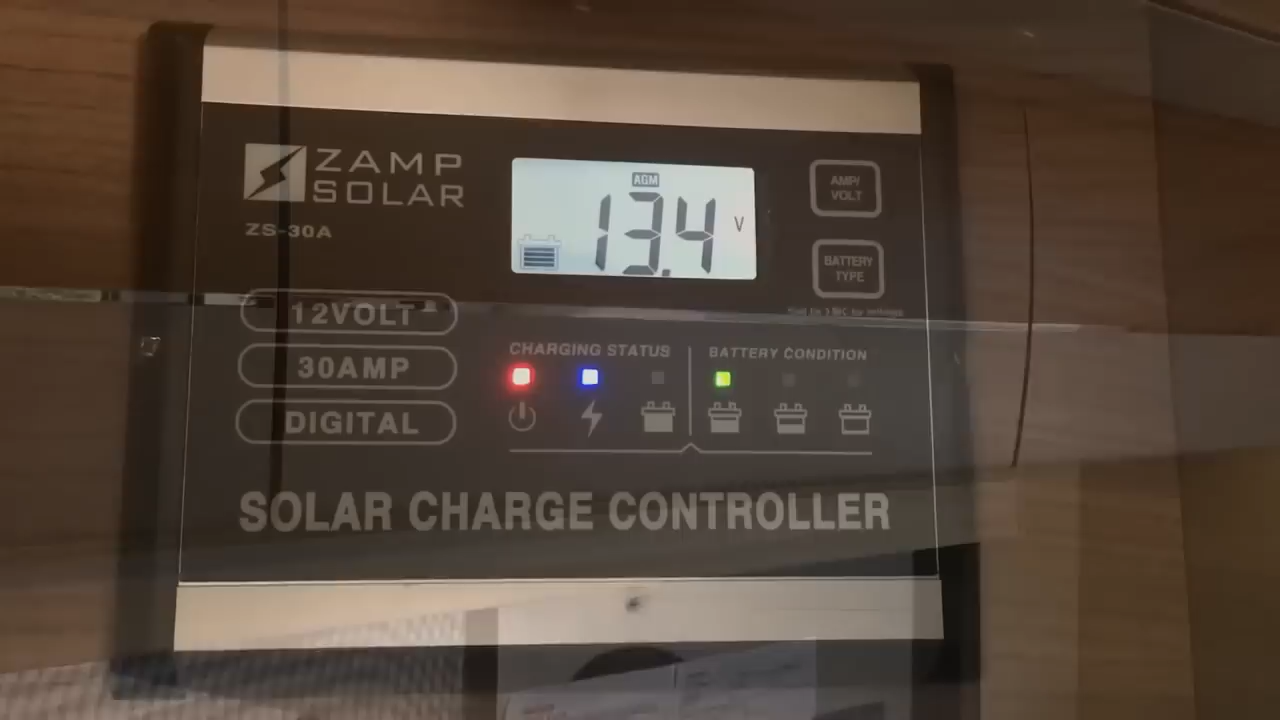 ZAMP
SOLAR
ZS-30A
AGM
13.4 V
AMP/
VOLT
BATTERY
TYPE
12VOLT
30AMP
DIGITAL
CHARGING STATUS
BATTERY CONDITION
SOLAR CHARGE CONTROLLER